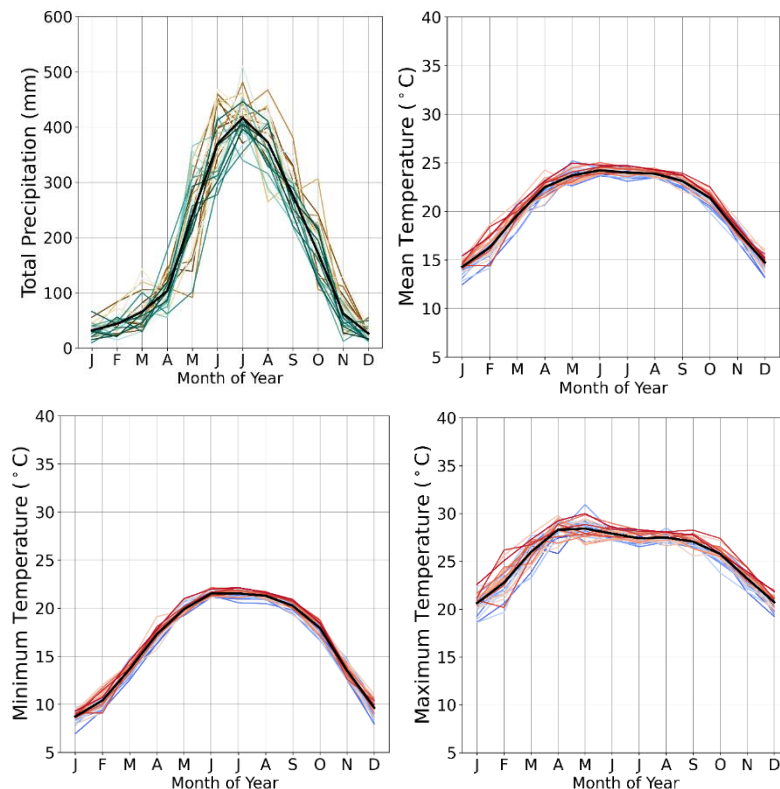 Total Precipitation (mm)
600
500
400
300
200
100
0
J F M A M J J A S O N D
Month of Year
Mean Temperature (°C)
40
35
30
25
20
15
10
5
J F M A M J J A S O N D
Month of Year
Minimum Temperature (°C)
40
35
30
25
20
15
10
5
J F M A M J J A S O N D
Month of Year
Maximum Temperature (°C)
40
35
30
25
20
15
10
5
J F M A M J J A S O N D
Month of Year